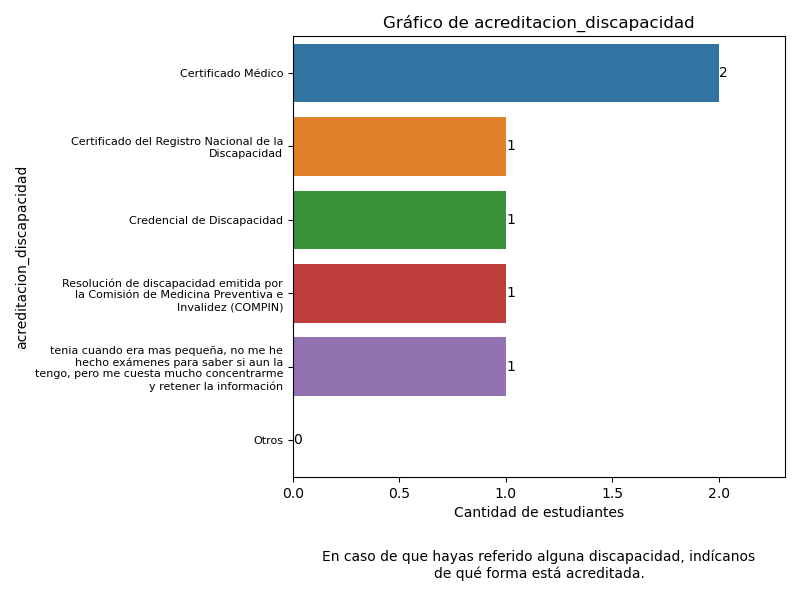 Gráfico de acreditacion_discapacidad
Certificado Médico
2
Certificado del Registro Nacional de la
Discapacidad
1
Credencial de Discapacidad
1
Resolución de discapacidad emitida por
la Comisión de Medicina Preventiva e
Invalidez (COMPIN)
1
tenia cuando era mas pequeña, no me he
hecho exámenes para saber si aun la
tengo, pero me cuesta mucho concentrarme
y retener la información
1
Otros
0
acreditacion_discapacidad
0.0 0.5 1.0 1.5 2.0
Cantidad de estudiantes
En caso de que hayas referido alguna discapacidad, indícanos
de qué forma está acreditada.